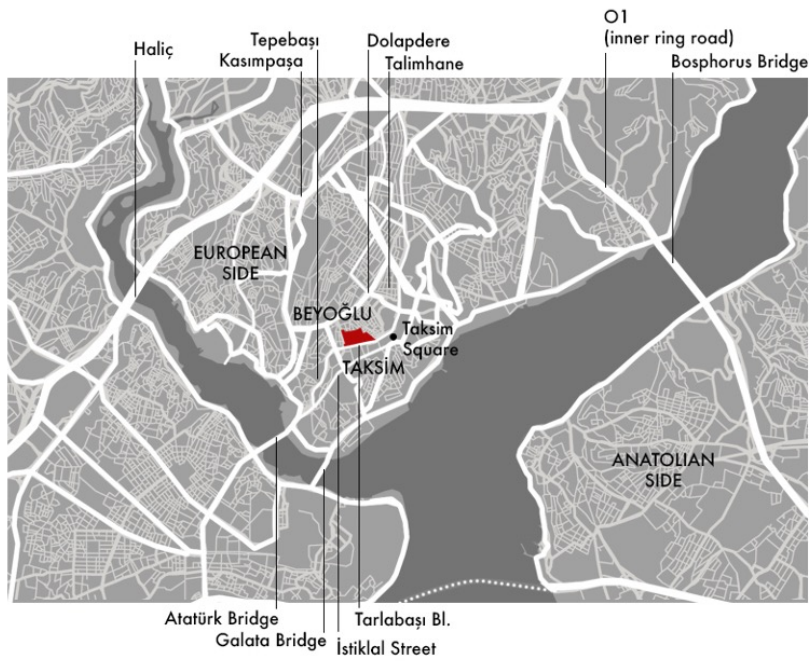 O1
(inner ring road)
Tepebaşı
Dolapdere
Haliç
Kasımpaşa
Talimhane
Bosphorus Bridge
EUROPEAN
SIDE
BEYOĞLU
Taksim
Square
TAKSİM
ANATOLIAN
SIDE
Atatürk Bridge
Tarlabaşı Bl.
Galata Bridge
İstiklal Street